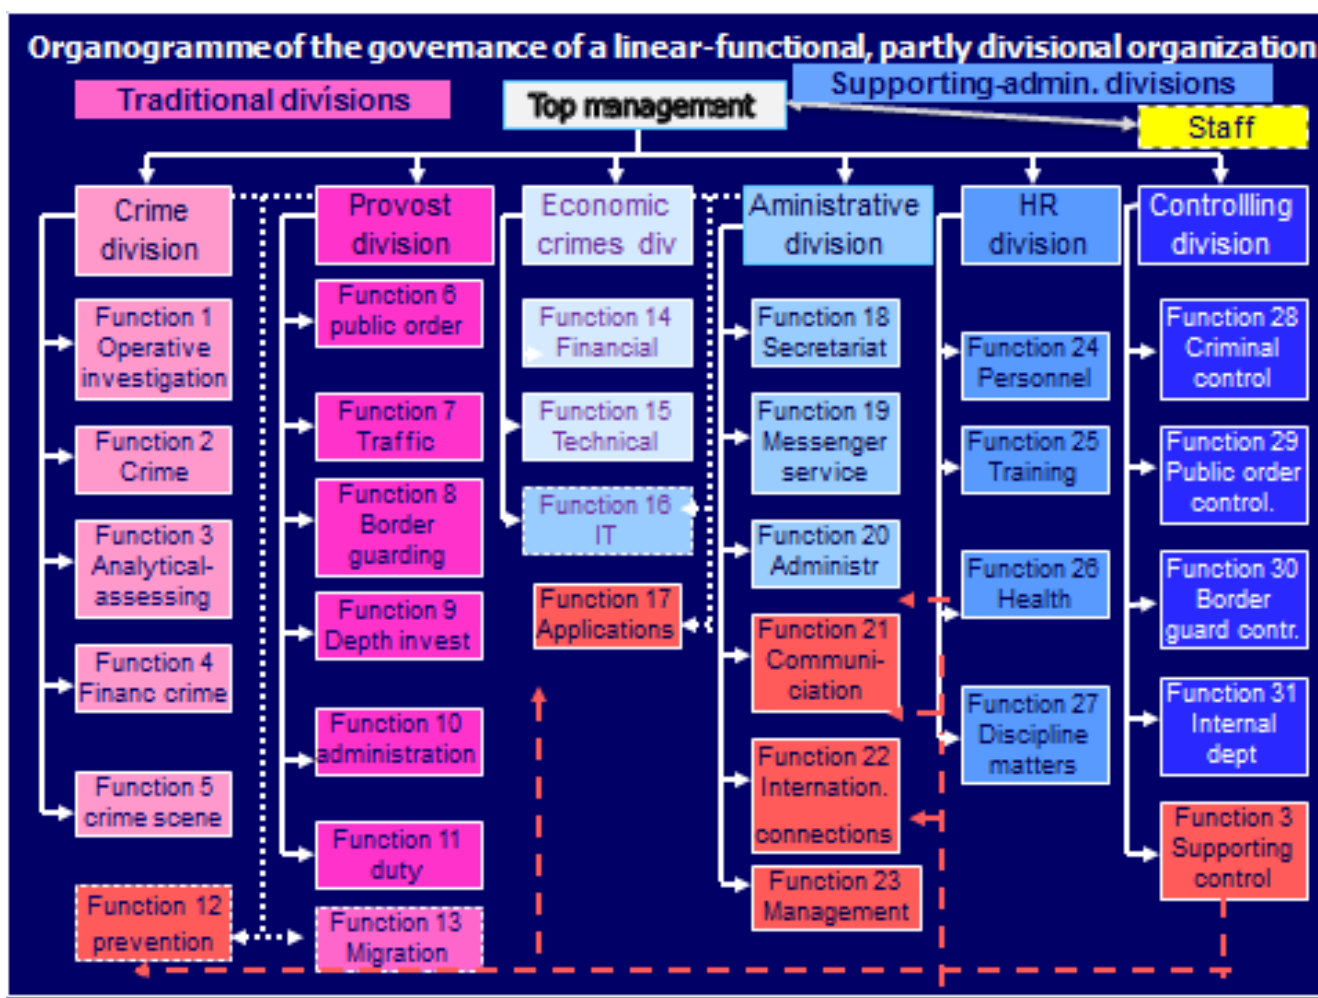 Organogramme of the governance of a linear-functional, partly divisional organization
Traditional divisions
Top management
Supporting-admin. divisions
Staff
Crime
division
Provost
division
Economic
crimes div
Aministrative
division
HR
division
Controllling
division
Function 1
Operative
investigation
Function 2
Crime
Function 3
Analytical-
assessing
Function 4
Financ crime
Function 5
crime scene
Function 12
prevention
Function 6
public order
Function 7
Traffic
Function 8
Border
guarding
Function 9
Depth invest
Function 10
administration
Function 11
duty
Function 13
Migration
Function 14
Financial
Function 15
Technical
Function 16
IT
Function 17
Applications
Function 18
Secretariat
Function 19
Messenger
service
Function 20
Administr
Function 21
Communi-
ciation
Function 22
Internation.
connections
Function 23
Management
Function 24
Personnel
Function 25
Training
Function 26
Health
Function 27
Discipline
matters
Function 28
Criminal
control
Function 29
Public order
control.
Function 30
Border
guard contr.
Function 31
Internal
dept
Function 3
Supporting
control